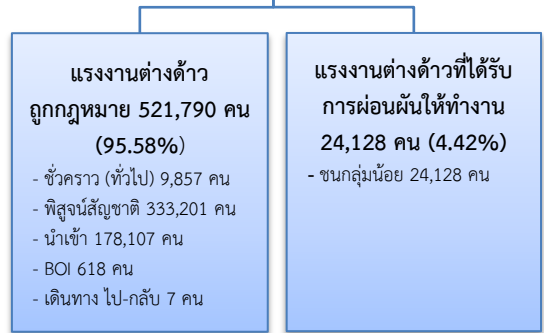 แรงงานต่างด้าว
ถูกกฎหมาย 521,790 คน
(95.58%)
- ชั่วคราว (ทั่วไป) 9,857 คน
- พิสูจน์สัญชาติ 333,201 คน
- นำเข้า 178,107 คน
- BOI 618 คน
- เดินทาง ไป-กลับ 7 คน
แรงงานต่างด้าวที่ได้รับ
การผ่อนผันให้ทำงาน
24,128 คน (4.42%)
- ชนกลุ่มน้อย 24,128 คน